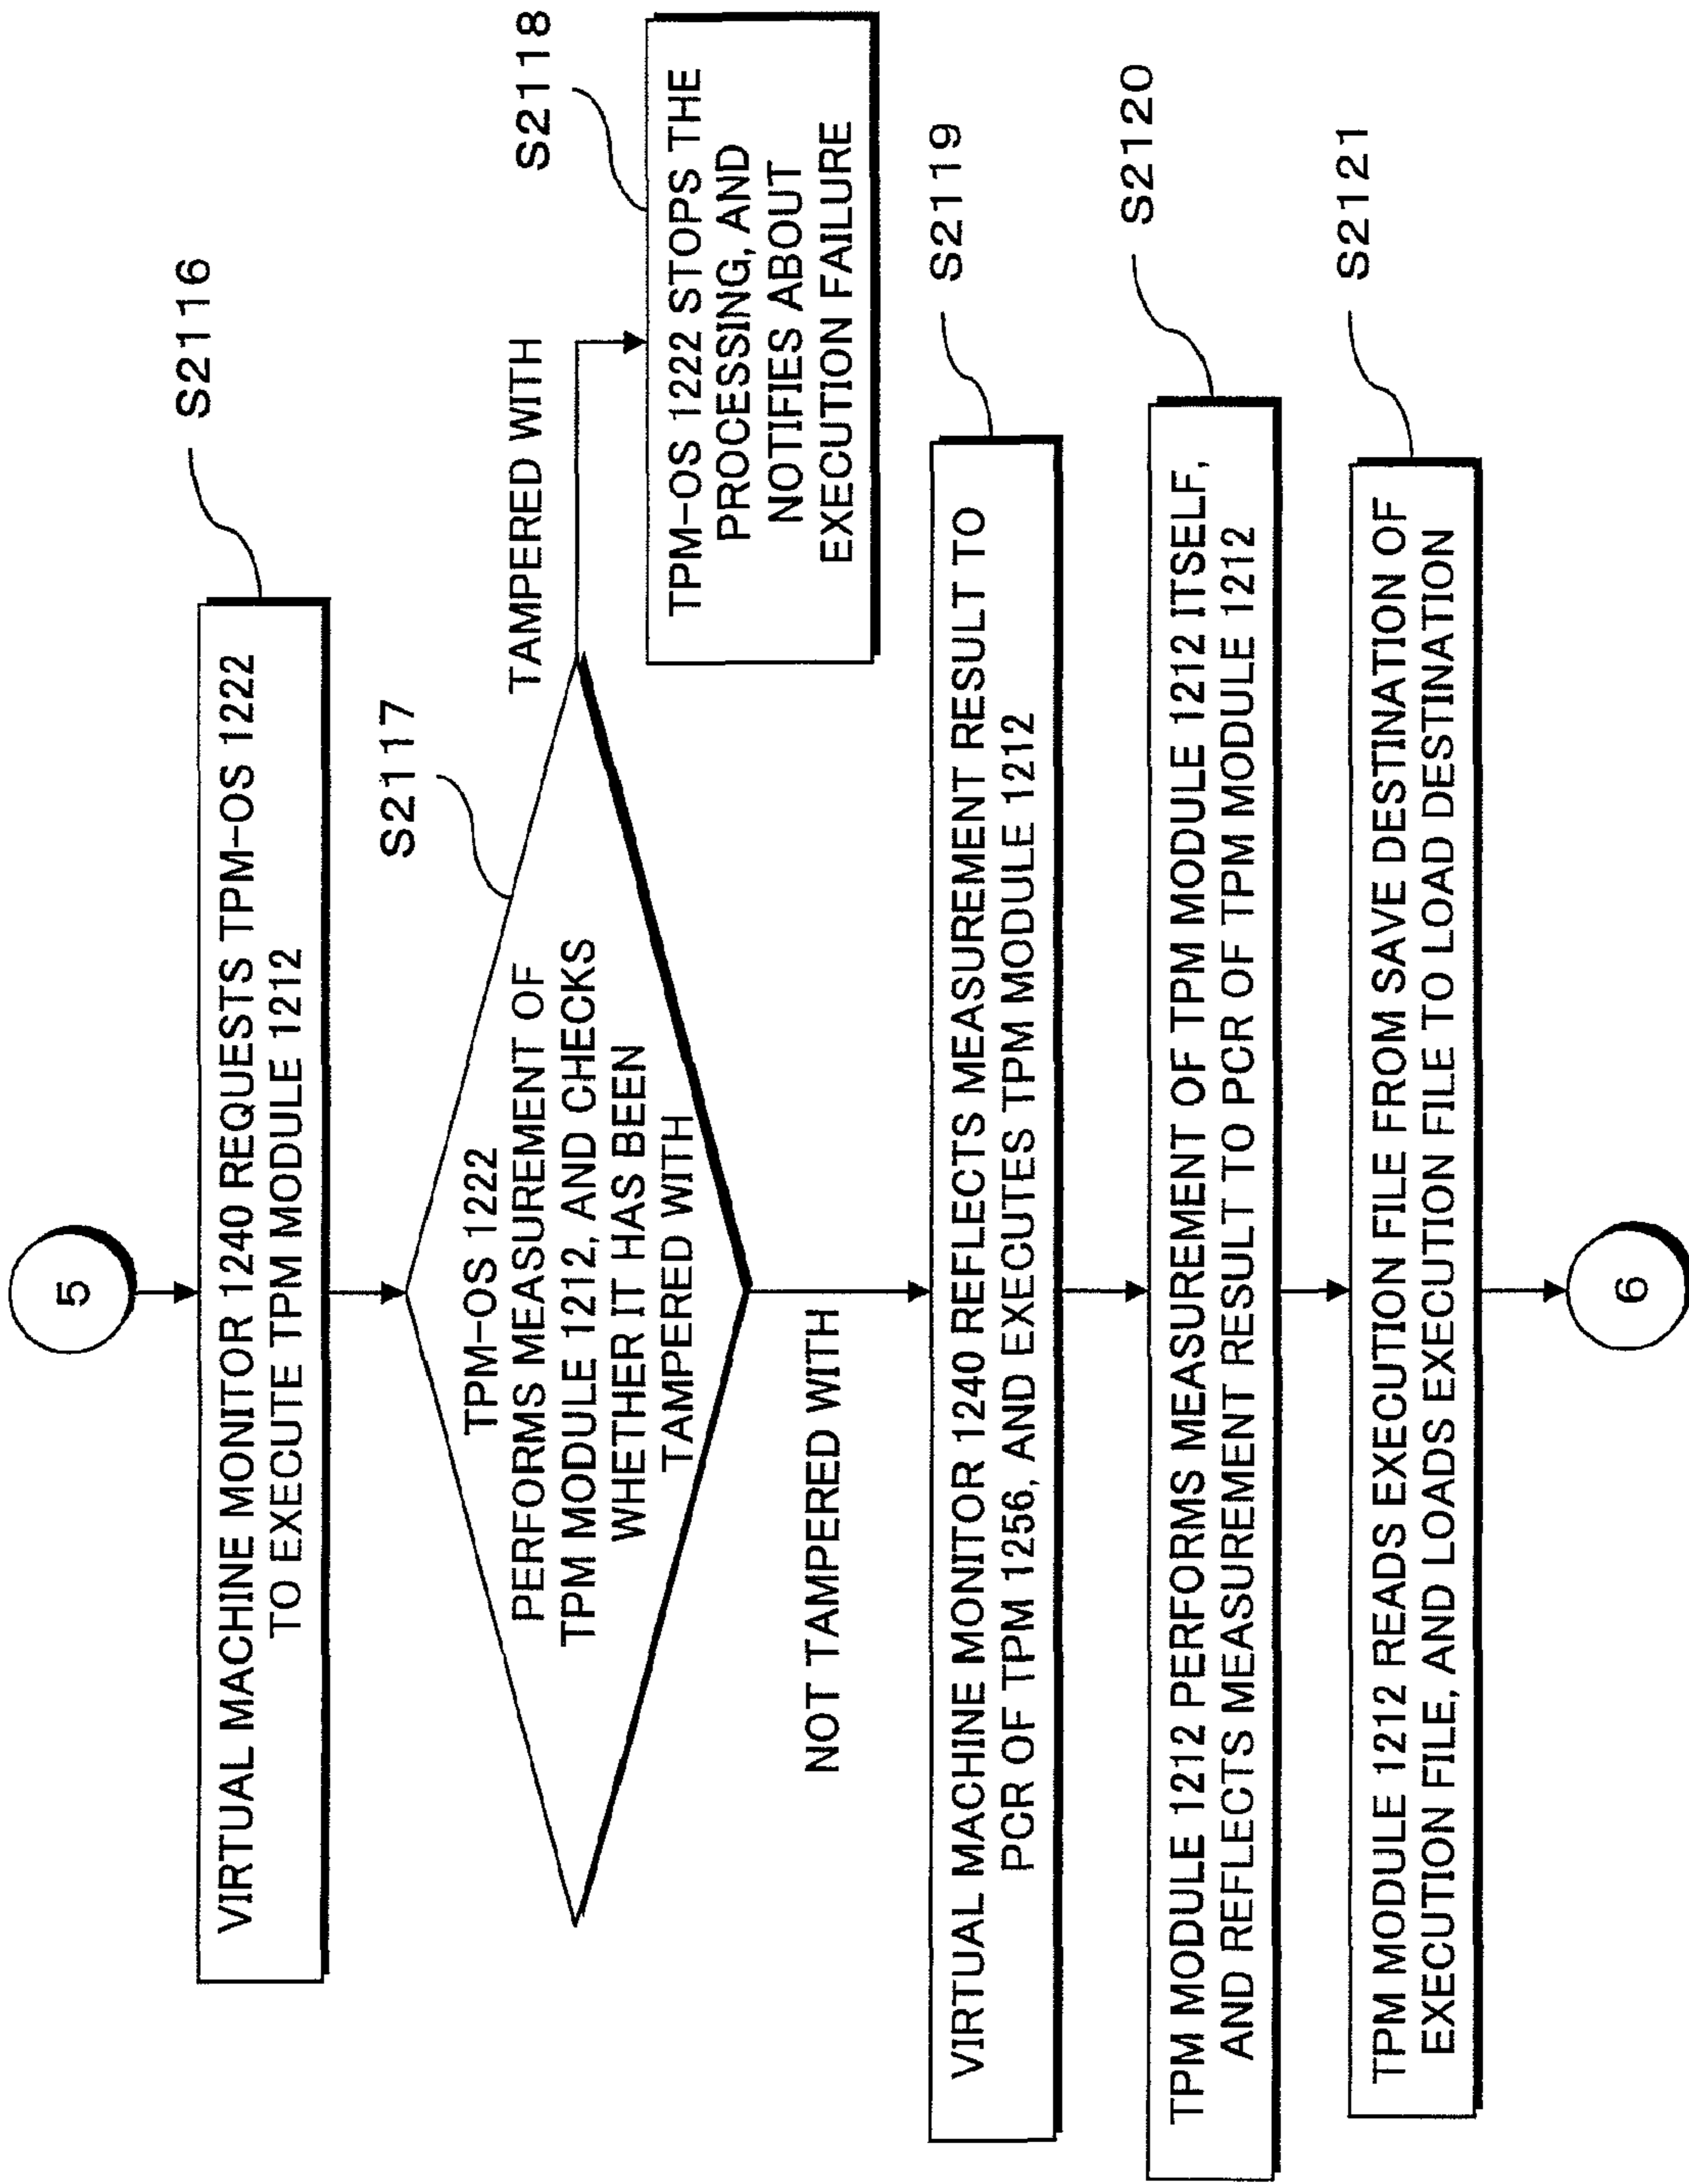 5
S2116
VIRTUAL MACHINE MONITOR 1240 REQUESTS TPM-OS 1222
TO EXECUTE TPM MODULE 1212
S2117
TPM-OS 1222
PERFORMS MEASUREMENT OF
TPM MODULE 1212, AND CHECKS
WHETHER IT HAS BEEN
TAMPERED WITH
TAMPERED WITH
S2118
TPM-OS 1222 STOPS THE
PROCESSING, AND
NOTIFIES ABOUT
EXECUTION FAILURE
NOT TAMPERED WITH
S2119
VIRTUAL MACHINE MONITOR 1240 REFLECTS MEASUREMENT RESULT TO
PCR OF TPM 1256, AND EXECUTES TPM MODULE 1212
S2120
TPM MODULE 1212 PERFORMS MEASUREMENT OF TPM MODULE 1212 ITSELF,
AND REFLECTS MEASUREMENT RESULT TO PCR OF TPM MODULE 1212
S2121
TPM MODULE 1212 READS EXECUTION FILE FROM SAVE DESTINATION OF
EXECUTION FILE, AND LOADS EXECUTION FILE TO LOAD DESTINATION
6